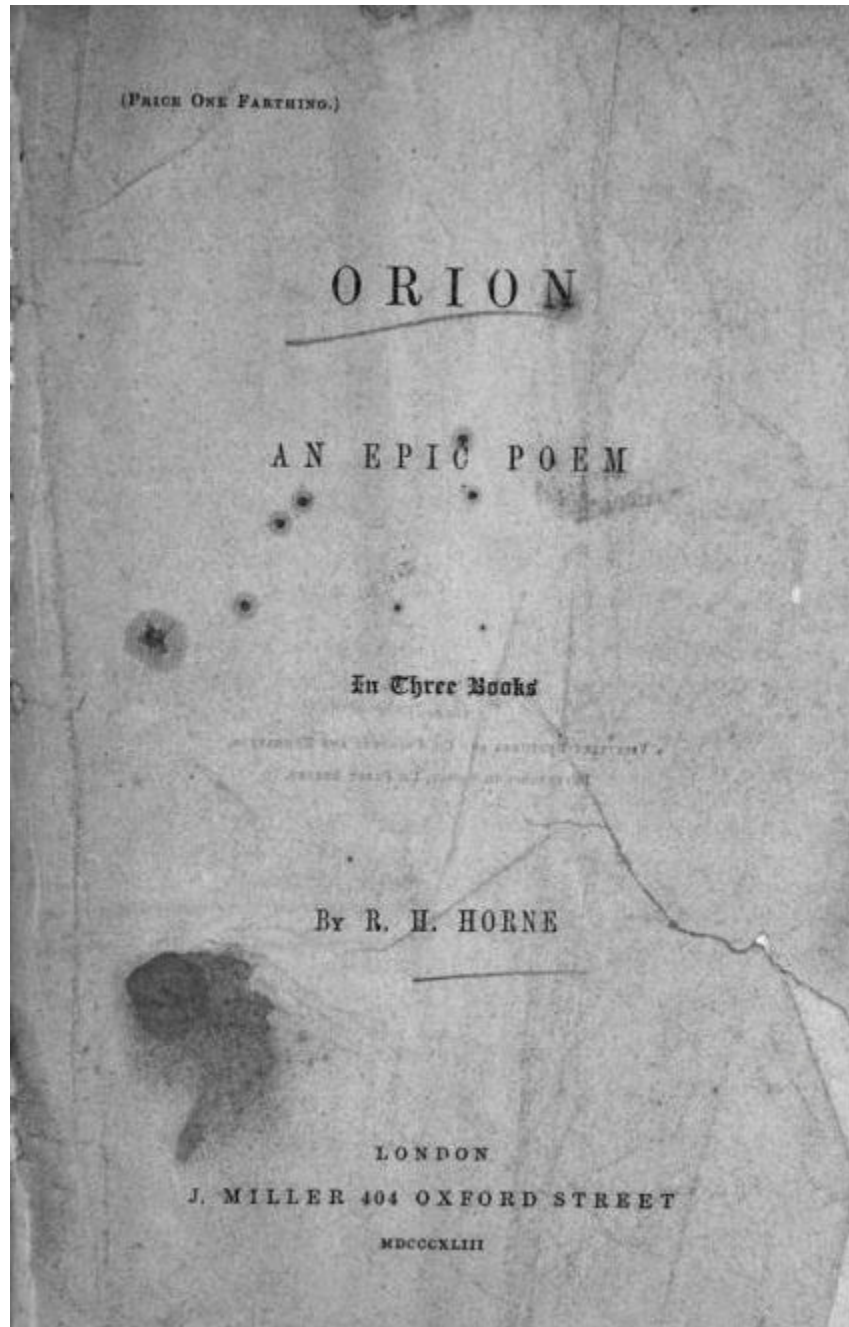 (PRICE ONE FARTHING.)
ORION
AN EPIC POEM
In Three Books
BY R. H. HORNE
LONDON
J. MILLER 404 OXFORD STREET
MDCCCXLIII